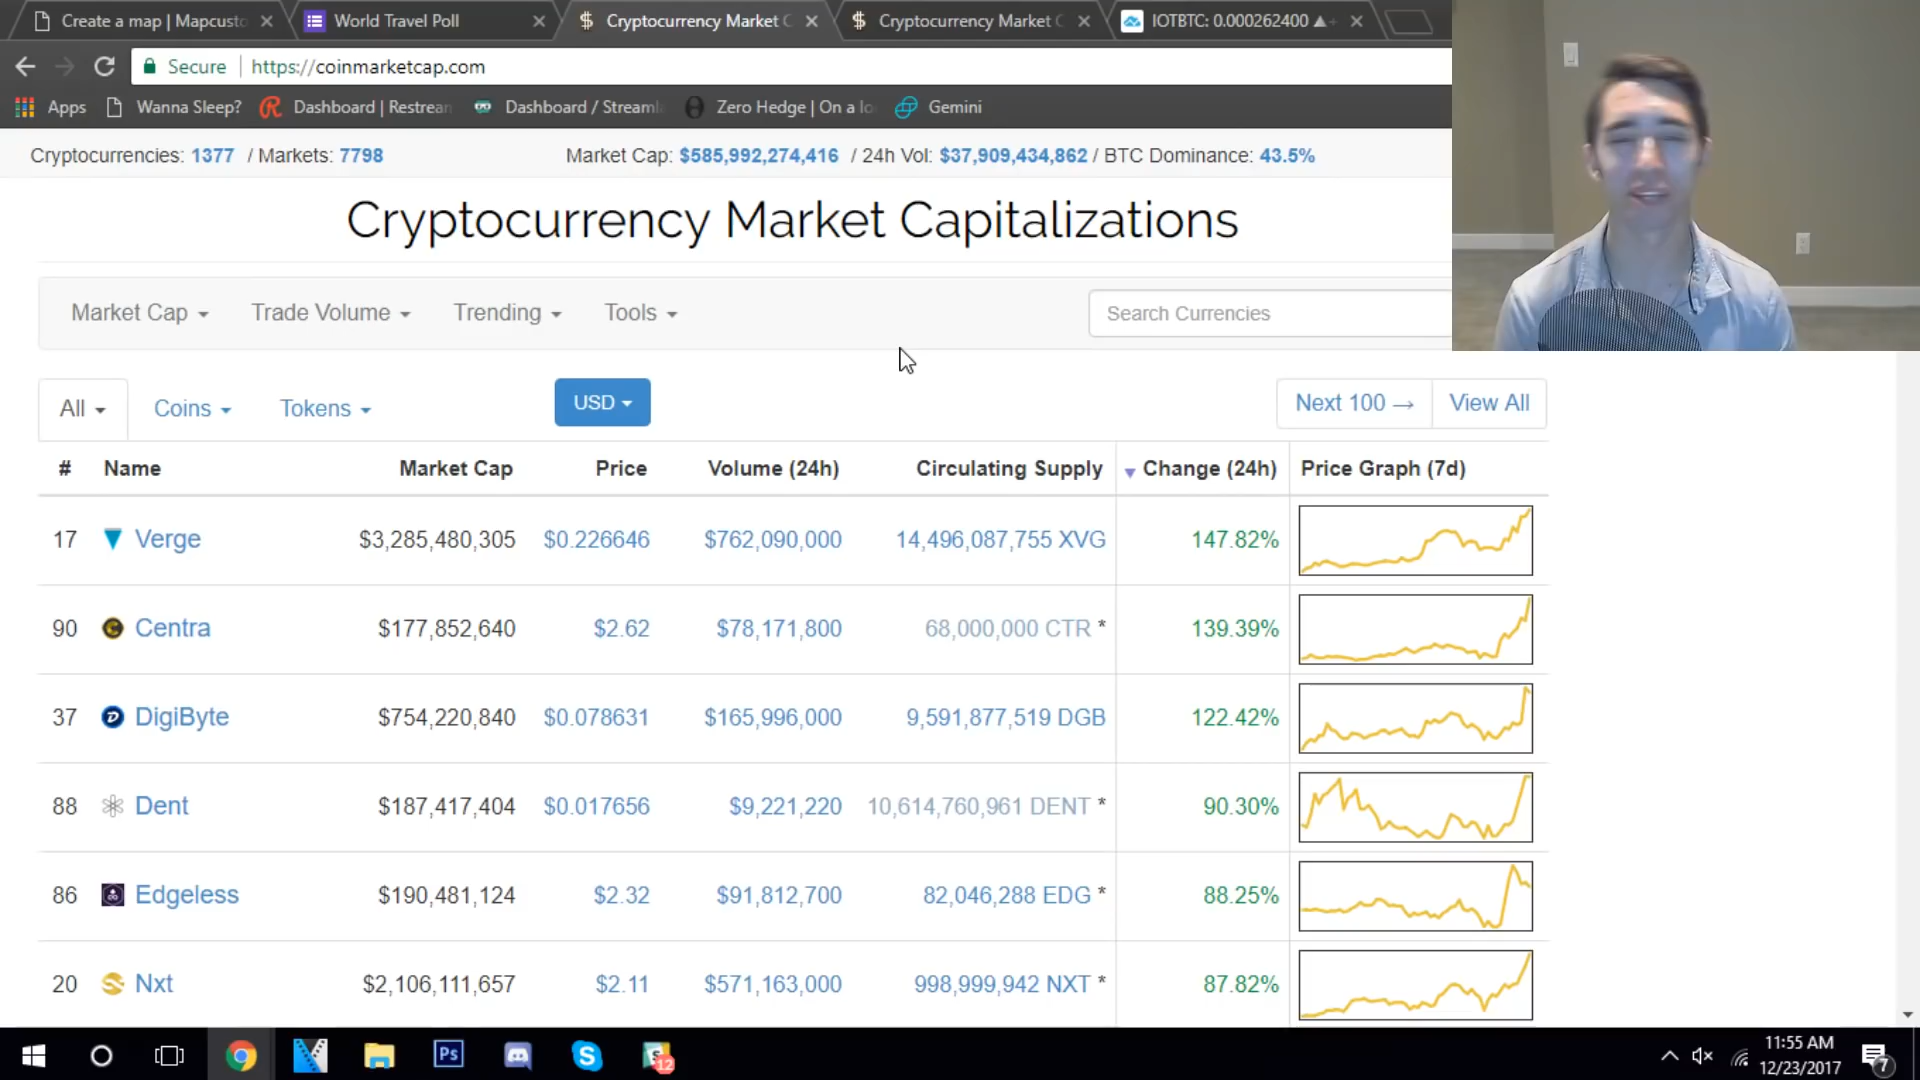 Create a map | Mapcusto
World Travel Poll
Cryptocurrency Market C
Cryptocurrency Market C
IOTBTC: 0.000262400 ▲+
Secure | https://coinmarketcap.com
Apps Wanna Sleep? Dashboard | Restrean Dashboard / Streaml Zero Hedge | On a lo Gemini
Cryptocurrencies: 1377 / Markets: 7798 Market Cap: $585,992,274,416 / 24h Vol: $37,909,434,862 / BTC Dominance: 43.5%
Cryptocurrency Market Capitalizations
Market Cap Trade Volume Trending Tools Search Currencies
All Coins Tokens USD Next 100 → View All
# Name Market Cap Price Volume (24h) Circulating Supply Change (24h) Price Graph (7d)
17 Verge $3,285,480,305 $0.226646 $762,090,000 14,496,087,755 XVG 147.82%
90 Centra $177,852,640 $2.62 $78,171,800 68,000,000 CTR * 139.39%
37 DigiByte $754,220,840 $0.078631 $165,996,000 9,591,877,519 DGB 122.42%
88 Dent $187,417,404 $0.017656 $9,221,220 10,614,760,961 DENT * 90.30%
86 Edgeless $190,481,124 $2.32 $91,812,700 82,046,288 EDG * 88.25%
20 Nxt $2,106,111,657 $2.11 $571,163,000 998,999,942 NXT * 87.82%
Ps
12
11:55 AM
12/23/2017
7